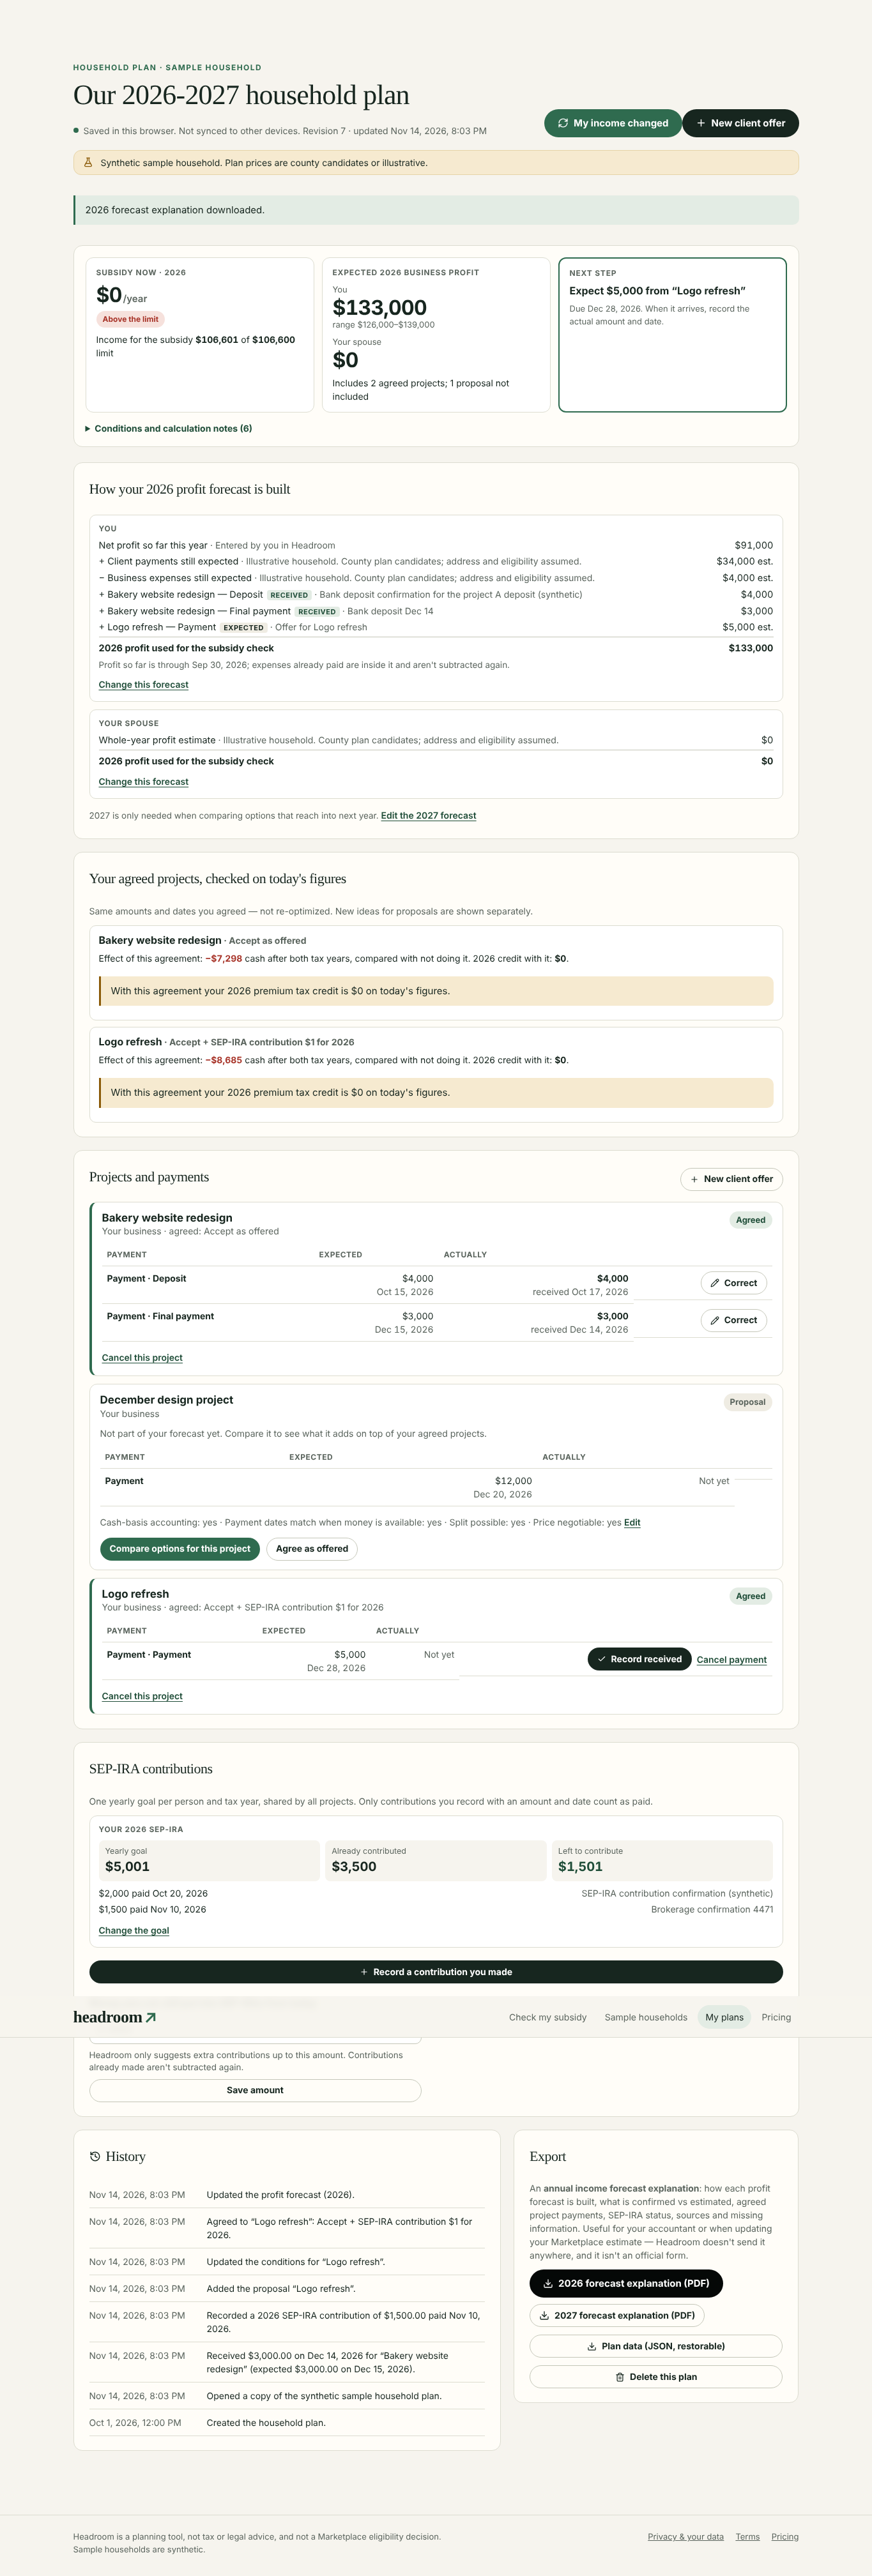 HOUSEHOLD PLAN · SAMPLE HOUSEHOLD
Our 2026-2027 household plan
Saved in this browser. Not synced to other devices. Revision 7 · updated Nov 14, 2026, 8:03 PM
My income changed
New client offer
Synthetic sample household. Plan prices are county candidates or illustrative.
2026 forecast explanation downloaded.
SUBSIDY NOW · 2026
$0/year
Above the limit
Income for the subsidy $106,601 of $106,600
limit
EXPECTED 2026 BUSINESS PROFIT
You
$133,000
range $126,000–$139,000
Your spouse
$0
Includes 2 agreed projects; 1 proposal not
included
NEXT STEP
Expect $5,000 from “Logo refresh”
Due Dec 28, 2026. When it arrives, record the
actual amount and date.
Conditions and calculation notes (6)
How your 2026 profit forecast is built
YOU
Net profit so far this year · Entered by you in Headroom $91,000
+ Client payments still expected · Illustrative household. County plan candidates; address and eligibility assumed. $34,000 est.
− Business expenses still expected · Illustrative household. County plan candidates; address and eligibility assumed. $4,000 est.
+ Bakery website redesign — Deposit RECEIVED · Bank deposit confirmation for the project A deposit (synthetic) $4,000
+ Bakery website redesign — Final payment RECEIVED · Bank deposit Dec 14 $3,000
+ Logo refresh — Payment EXPECTED · Offer for Logo refresh $5,000 est.
2026 profit used for the subsidy check $133,000
Profit so far is through Sep 30, 2026; expenses already paid are inside it and aren't subtracted again.
Change this forecast
YOUR SPOUSE
Whole-year profit estimate · Illustrative household. County plan candidates; address and eligibility assumed. $0
2026 profit used for the subsidy check $0
Change this forecast
2027 is only needed when comparing options that reach into next year. Edit the 2027 forecast
Your agreed projects, checked on today's figures
Same amounts and dates you agreed — not re-optimized. New ideas for proposals are shown separately.
Bakery website redesign · Accept as offered
Effect of this agreement: −$7,298 cash after both tax years, compared with not doing it. 2026 credit with it: $0.
With this agreement your 2026 premium tax credit is $0 on today's figures.
Logo refresh · Accept + SEP-IRA contribution $1 for 2026
Effect of this agreement: −$8,685 cash after both tax years, compared with not doing it. 2026 credit with it: $0.
With this agreement your 2026 premium tax credit is $0 on today's figures.
Projects and payments
New client offer
Bakery website redesign
Agreed
Your business · agreed: Accept as offered
PAYMENT EXPECTED ACTUALLY
Payment · Deposit $4,000 $4,000 Correct
Oct 15, 2026 received Oct 17, 2026
Payment · Final payment $3,000 $3,000 Correct
Dec 15, 2026 received Dec 14, 2026
Cancel this project
December design project
Proposal
Your business
Not part of your forecast yet. Compare it to see what it adds on top of your agreed projects.
PAYMENT EXPECTED ACTUALLY
Payment $12,000 Not yet
Dec 20, 2026
Cash-basis accounting: yes · Payment dates match when money is available: yes · Split possible: yes · Price negotiable: yes Edit
Compare options for this project
Agree as offered
Logo refresh
Agreed
Your business · agreed: Accept + SEP-IRA contribution $1 for 2026
PAYMENT EXPECTED ACTUALLY
Payment · Payment $5,000 Not yet Record received Cancel payment
Dec 28, 2026
Cancel this project
SEP-IRA contributions
One yearly goal per person and tax year, shared by all projects. Only contributions you record with an amount and date count as paid.
YOUR 2026 SEP-IRA
Yearly goal
$5,001
Already contributed
$3,500
Left to contribute
$1,501
$2,000 paid Oct 20, 2026 SEP-IRA contribution confirmation (synthetic)
$1,500 paid Nov 10, 2026 Brokerage confirmation 4471
Change the goal
Record a contribution you made
headroom
Check my subsidy
Sample households
My plans
Pricing
Headroom only suggests extra contributions up to this amount. Contributions
already made aren't subtracted again.
Save amount
History
Nov 14, 2026, 8:03 PM Updated the profit forecast (2026).
Nov 14, 2026, 8:03 PM Agreed to “Logo refresh”: Accept + SEP-IRA contribution $1 for
2026.
Nov 14, 2026, 8:03 PM Updated the conditions for “Logo refresh”.
Nov 14, 2026, 8:03 PM Added the proposal “Logo refresh”.
Nov 14, 2026, 8:03 PM Recorded a 2026 SEP-IRA contribution of $1,500.00 paid Nov 10,
2026.
Nov 14, 2026, 8:03 PM Received $3,000.00 on Dec 14, 2026 for “Bakery website
redesign” (expected $3,000.00 on Dec 15, 2026).
Nov 14, 2026, 8:03 PM Opened a copy of the synthetic sample household plan.
Oct 1, 2026, 12:00 PM Created the household plan.
Export
An annual income forecast explanation: how each profit
forecast is built, what is confirmed vs estimated, agreed
project payments, SEP-IRA status, sources and missing
information. Useful for your accountant or when updating
your Marketplace estimate — Headroom doesn't send it
anywhere, and it isn't an official form.
2026 forecast explanation (PDF)
2027 forecast explanation (PDF)
Plan data (JSON, restorable)
Delete this plan
Headroom is a planning tool, not tax or legal advice, and not a Marketplace eligibility decision.
Sample households are synthetic.
Privacy & your data
Terms
Pricing